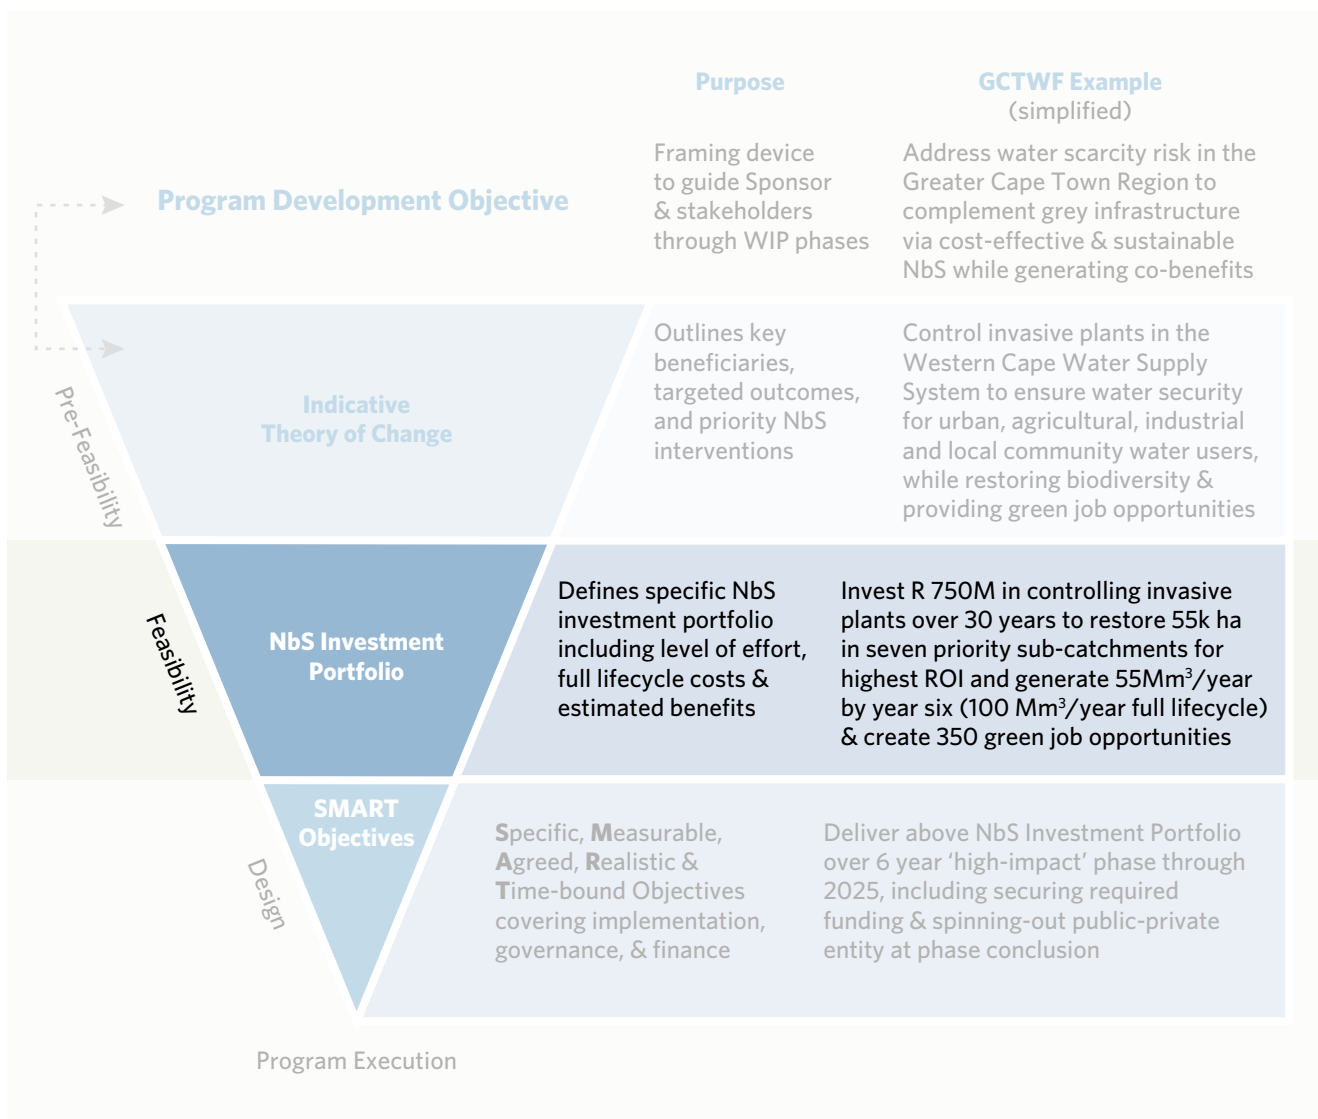 Purpose
GCTWF Example
(simplified)
Program Development Objective
Framing device
to guide Sponsor
& stakeholders
through WIP phases
Address water scarcity risk in the
Greater Cape Town Region to
complement grey infrastructure
via cost-effective & sustainable
NbS while generating co-benefits
Pre-Feasibility
Indicative
Theory of Change
Outlines key
beneficiaries,
targeted outcomes,
and priority NbS
interventions
Control invasive plants in the
Western Cape Water Supply
System to ensure water security
for urban, agricultural, industrial
and local community water users,
while restoring biodiversity &
providing green job opportunities
Feasibility
NbS Investment
Portfolio
Defines specific NbS
investment portfolio
including level of effort,
full lifecycle costs &
estimated benefits
Invest R 750M in controlling invasive
plants over 30 years to restore 55k ha
in seven priority sub-catchments for
highest ROI and generate 55Mm³/year
by year six (100 Mm³/year full lifecycle)
& create 350 green job opportunities
Design
SMART
Objectives
Specific, Measurable,
Agreed, Realistic &
Time-bound Objectives
covering implementation,
governance, & finance
Deliver above NbS Investment Portfolio
over 6 year ‘high-impact’ phase through
2025, including securing required
funding & spinning-out public-private
entity at phase conclusion
Program Execution